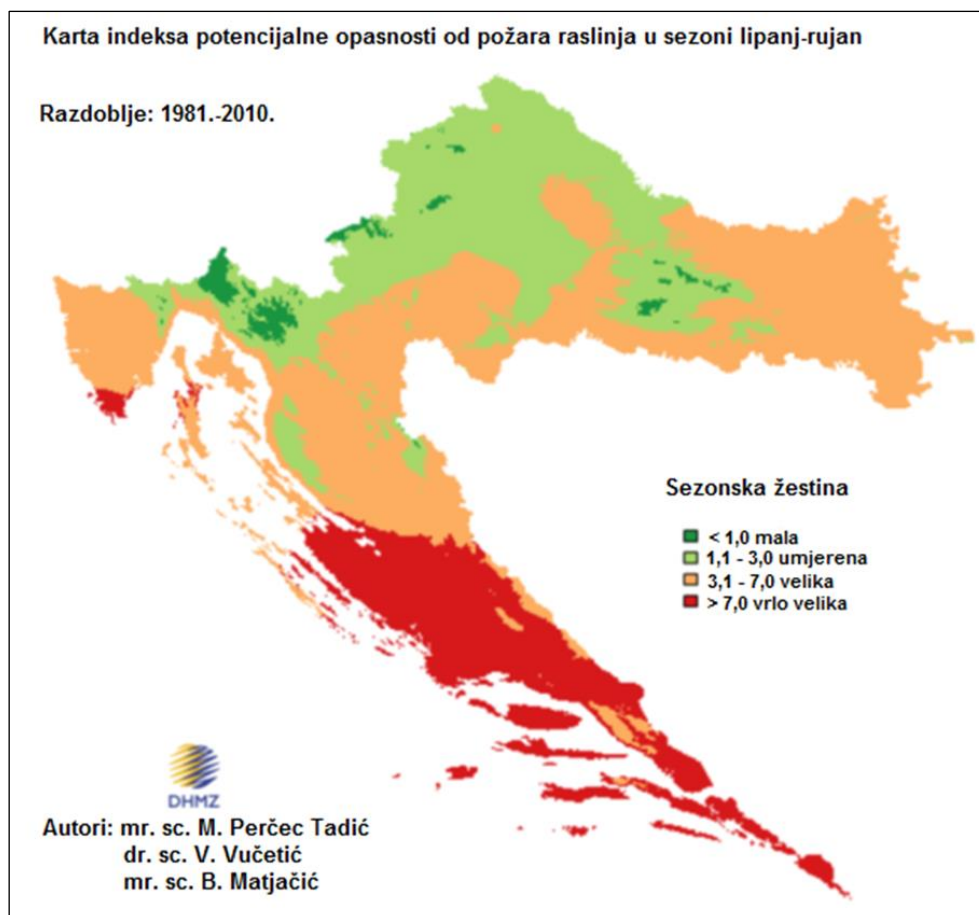 Karta indeksa potencijalne opasnosti od požara raslinja u sezoni lipanj-rujan
Razdoblje: 1981.-2010.
Sezonska žestina
< 1,0 mala
1,1 - 3,0 umjerena
3,1 - 7,0 velika
> 7,0 vrlo velika
DHMZ
Autori: mr. sc. M. Perčec Tadić
dr. sc. V. Vučetić
mr. sc. B. Matjačić